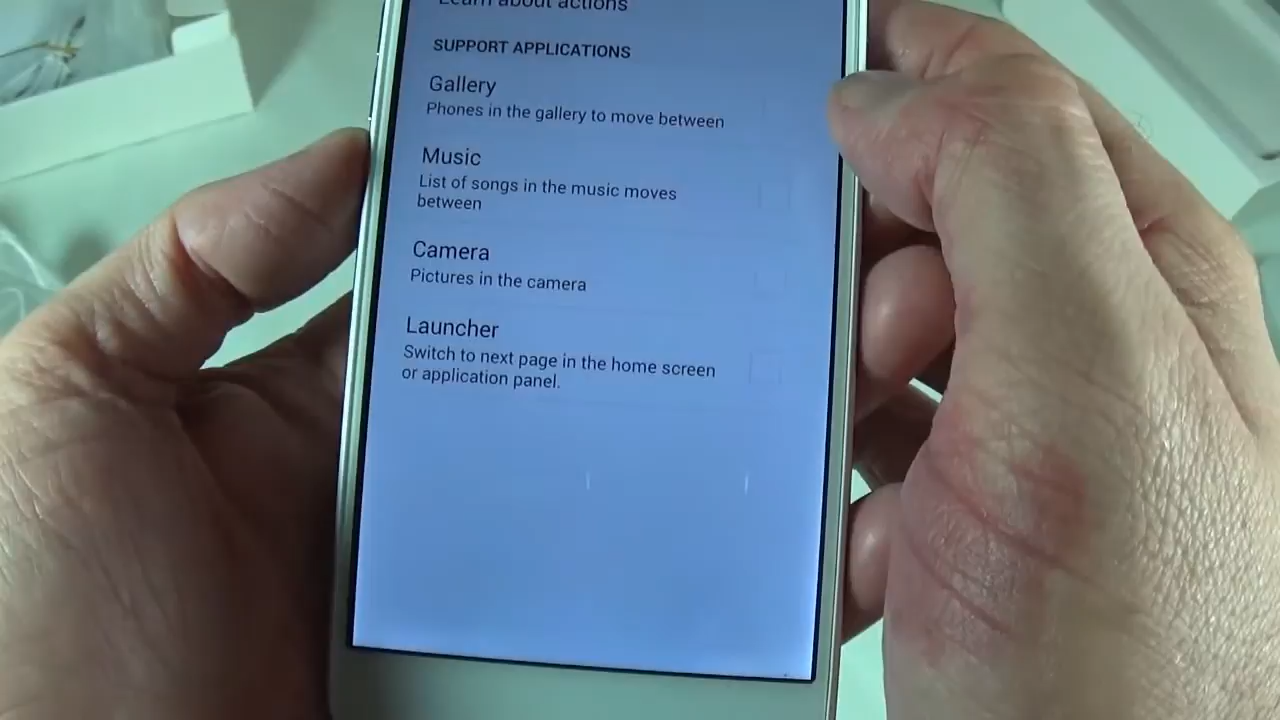 Learn about actions
SUPPORT APPLICATIONS
Gallery
Phones in the gallery to move between
Music
List of songs in the music moves
between
Camera
Pictures in the camera
Launcher
Switch to next page in the home screen
or application panel.